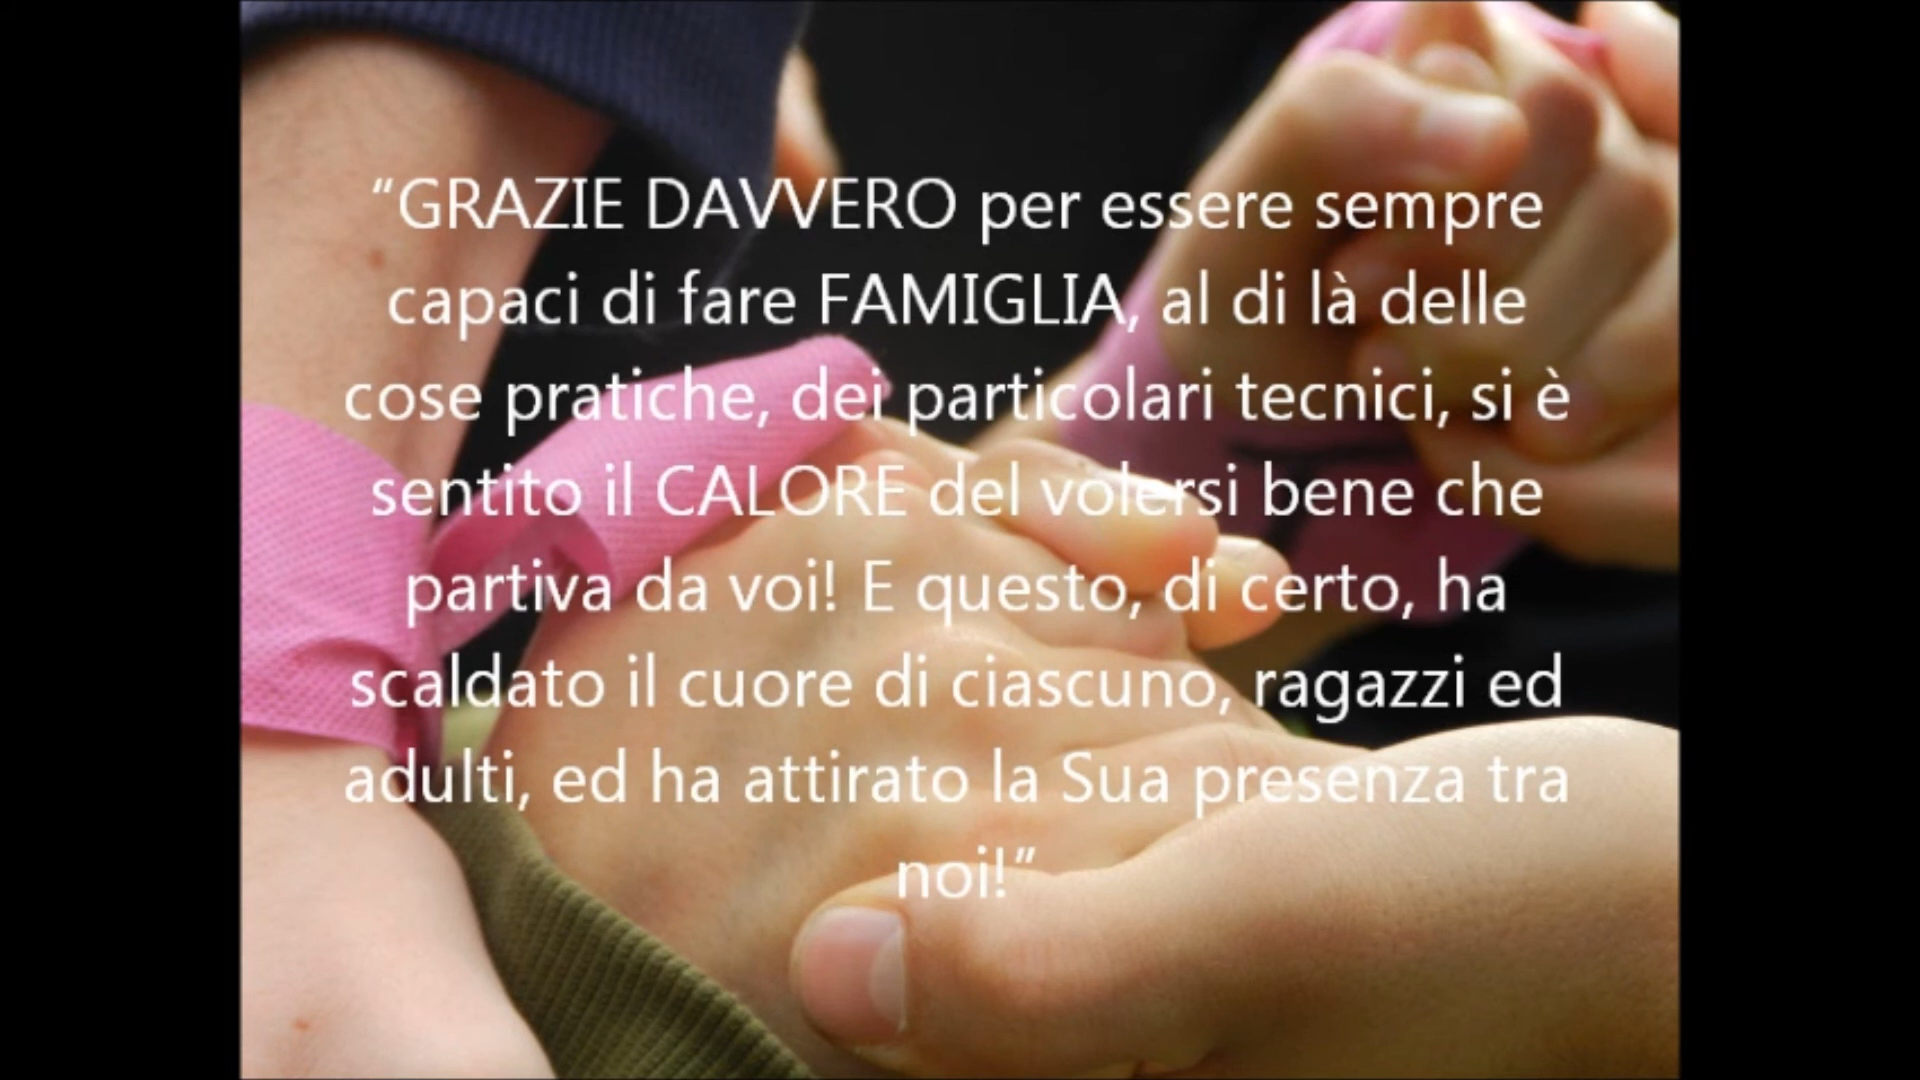 “GRAZIE DAVVERO per essere sempre
capaci di fare FAMIGLIA, al di là delle
cose pratiche, dei particolari tecnici, si è
sentito il CALORE del volersi bene che
partiva da voi! E questo, di certo, ha
scaldato il cuore di ciascuno, ragazzi ed
adulti, ed ha attirato la Sua presenza tra
noi!”